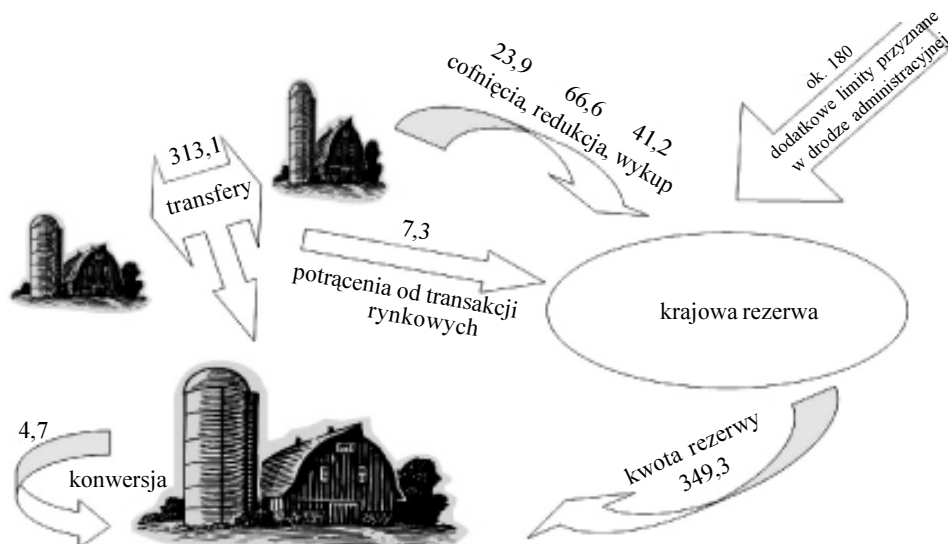 23,9 66,6 41,2
cofnięcia, redukcja, wykup
ok. 180
dodatkowe limity przyznane
w drodze administracyjnej
313,1
transfery
7,3
potrącenia od transakcji
rynkowych
krajowa rezerwa
4,7
konwersja
kwota rezerwy
349,3